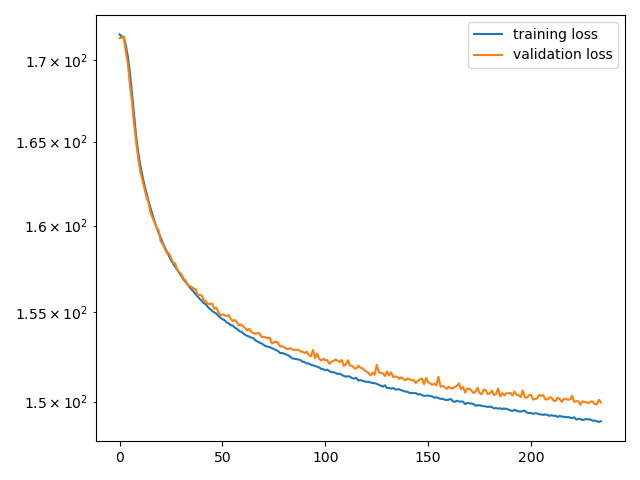 training loss
validation loss
1.7 × 10²
1.65 × 10²
1.6 × 10²
1.55 × 10²
1.5 × 10²
0 50 100 150 200